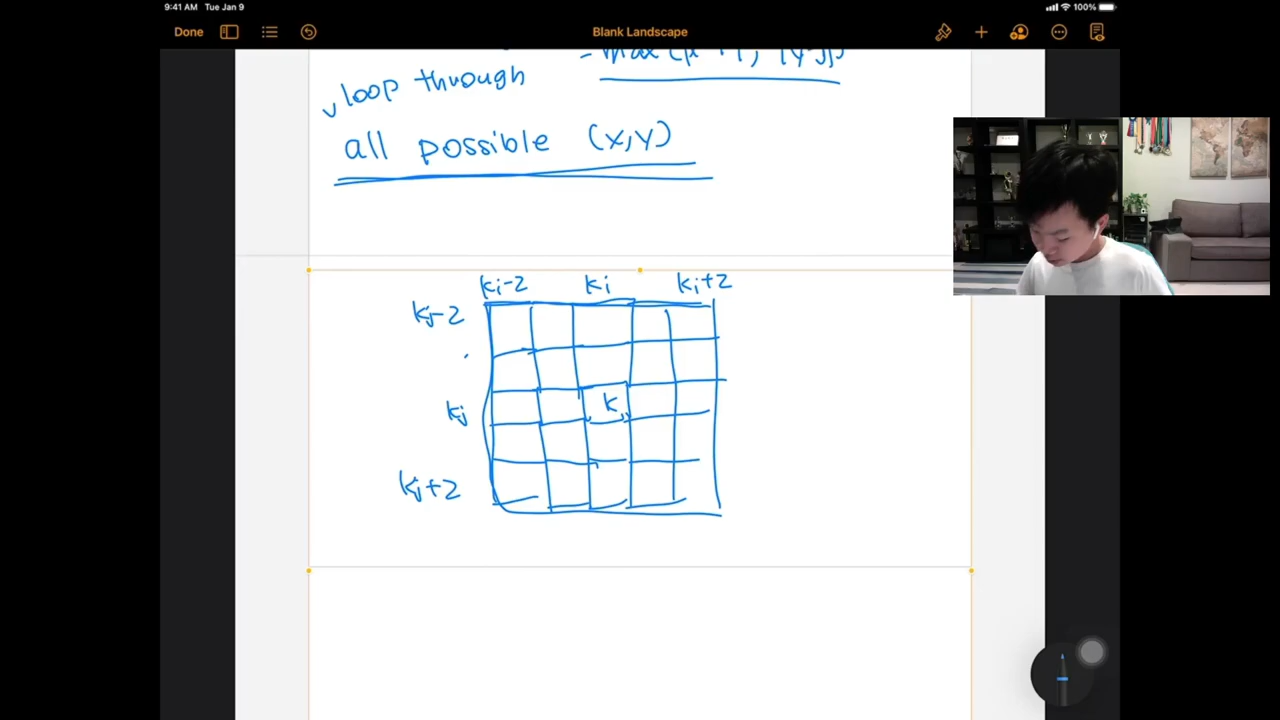 9:41 AM Tue Jan 9
100%
Done
Blank Landscape
loop through
all possible (x,y)
ki-2 ki ki+2
kj-2
kj
k
kj+2